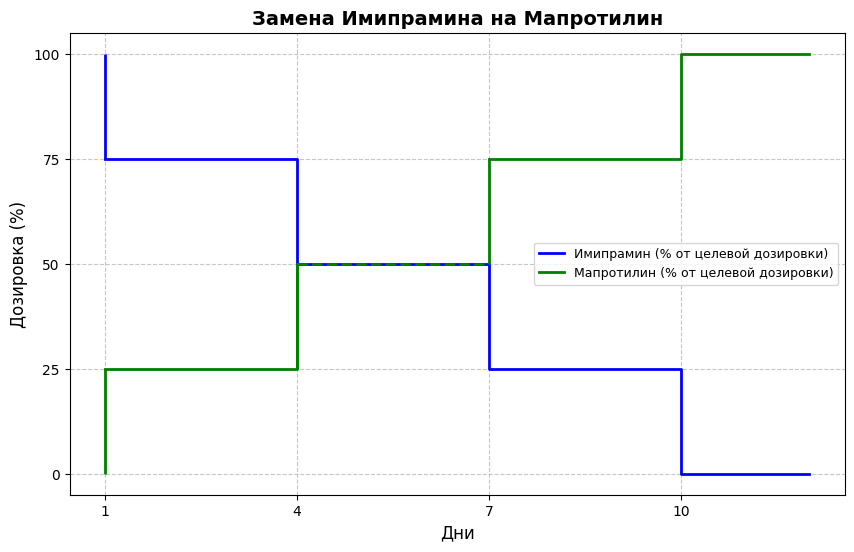 Замена Имипрамина на Мапротилин
Дозировка (%)
100
75
50
25
0
Имипрамин (% от целевой дозировки)
Мапротилин (% от целевой дозировки)
1 4 7 10
Дни